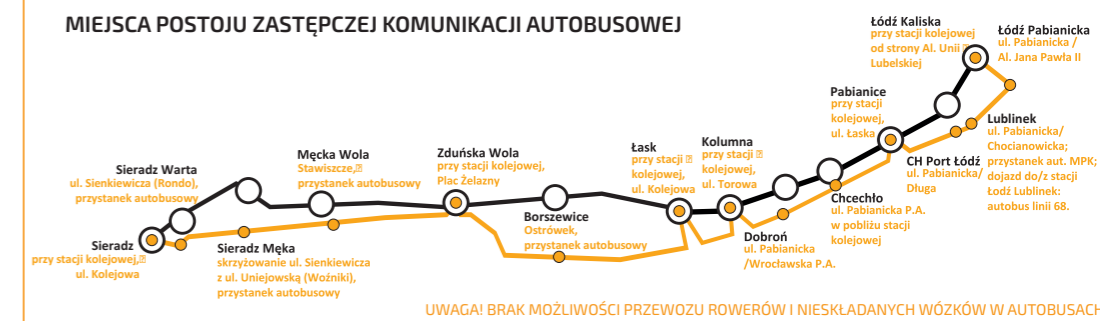 MIEJSCA POSTOJU ZASTĘPCZEJ KOMUNIKACJI AUTOBUSOWEJ
Sieradz
przy stacji kolejowej,
ul. Kolejowa
Sieradz Warta
ul. Sienkiewicza (Rondo),
przystanek autobusowy
Sieradz Męka
skrzyżowanie ul. Sienkiewicza
z ul. Uniejowską (Woźniki),
przystanek autobusowy
Męcka Wola
Stawiszcze,
przystanek autobusowy
Zduńska Wola
przy stacji kolejowej,
Plac Żelazny
Borszewice
Ostrówek,
przystanek autobusowy
Łask
przy stacji
kolejowej,
ul. Kolejowa
Kolumna
przy stacji
kolejowej,
ul. Torowa
Dobroń
ul. Pabianicka
/Wrocławska P.A.
Chcechło
ul. Pabianicka P.A.
w pobliżu stacji
kolejowej
Pabianice
przy stacji
kolejowej,
ul. Łaska
CH Port Łódź
ul. Pabianicka/
Długa
Lublinek
ul. Pabianicka/
Chocianowicka;
przystanek aut. MPK;
dojazd do/z stacji
Łodź Lublinek:
autobus linii 68.
Łódź Kaliska
przy stacji kolejowej
od strony Al. Unii
Lubelskiej
Łódź Pabianicka
ul. Pabianicka /
Al. Jana Pawła II
UWAGA! BRAK MOŻLIWOŚCI PRZEWOZU ROWERÓW I NIESKŁADANYCH WÓZKÓW W AUTOBUSACH